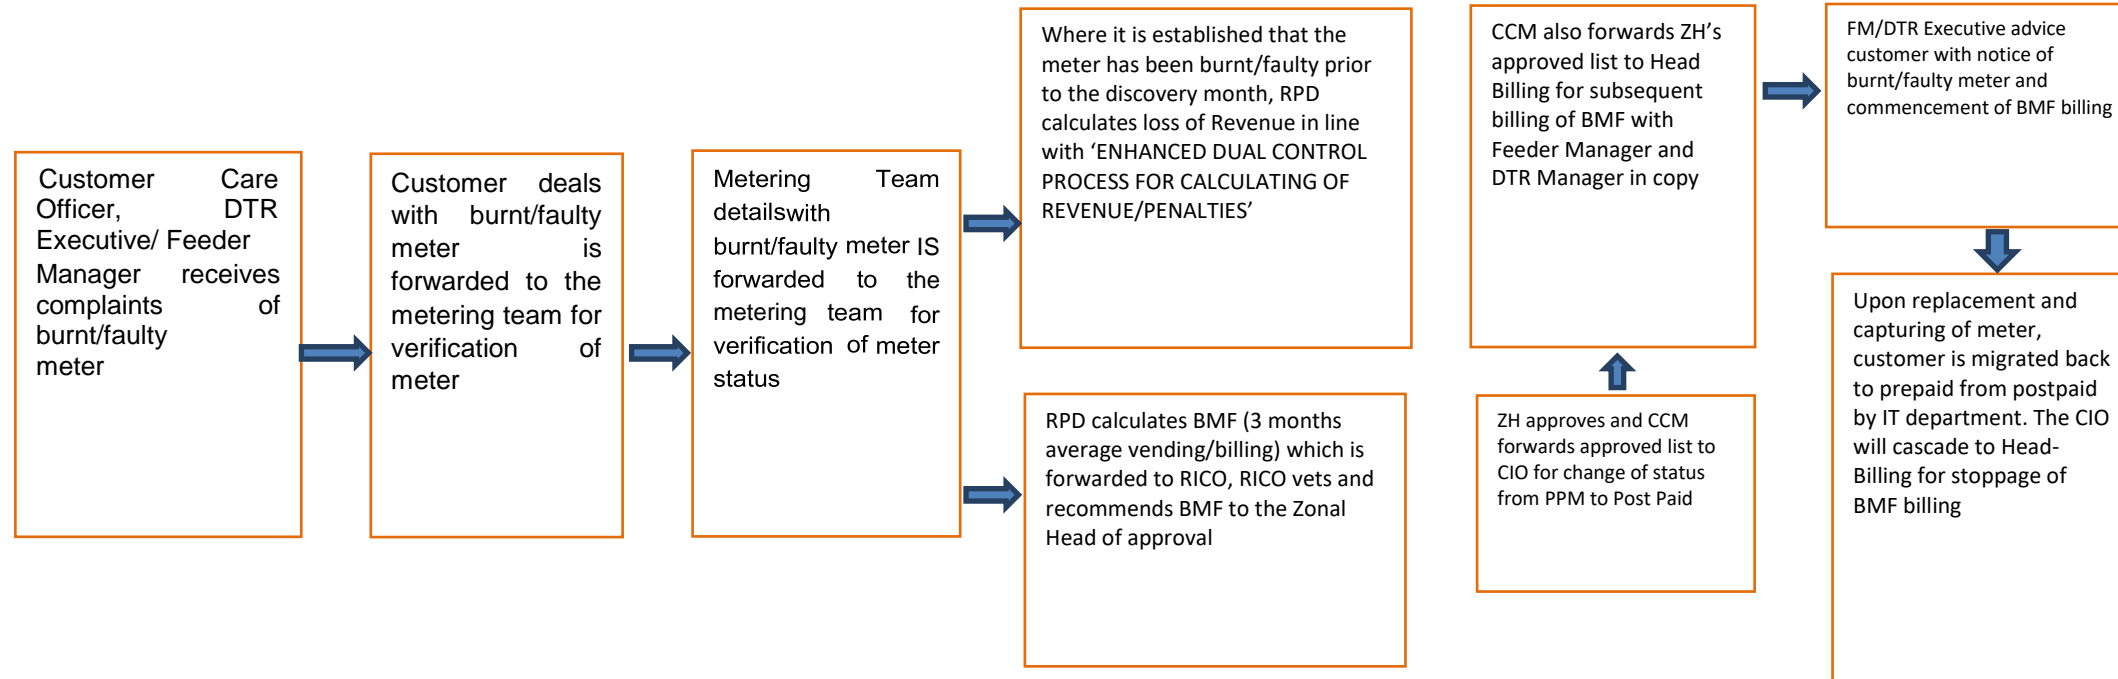 Customer Care
Officer, DTR
Executive/ Feeder
Manager receives
complaints of
burnt/faulty
meter
Customer deals
with burnt/faulty
meter is
forwarded to the
metering team for
verification of
meter
Metering Team
detailswith
burnt/faulty meter IS
forwarded to the
metering team for
verification of meter
status
Where it is established that the
meter has been burnt/faulty prior
to the discovery month, RPD
calculates loss of Revenue in line
with ‘ENHANCED DUAL CONTROL
PROCESS FOR CALCULATING OF
REVENUE/PENALTIES’
RPD calculates BMF (3 months
average vending/billing) which is
forwarded to RICO, RICO vets and
recommends BMF to the Zonal
Head of approval
ZH approves and CCM
forwards approved list to
CIO for change of status
from PPM to Post Paid
CCM also forwards ZH’s
approved list to Head
Billing for subsequent
billing of BMF with
Feeder Manager and
DTR Manager in copy
FM/DTR Executive advice
customer with notice of
burnt/faulty meter and
commencement of BMF billing
Upon replacement and
capturing of meter,
customer is migrated back
to prepaid from postpaid
by IT department. The CIO
will cascade to Head-
Billing for stoppage of
BMF billing